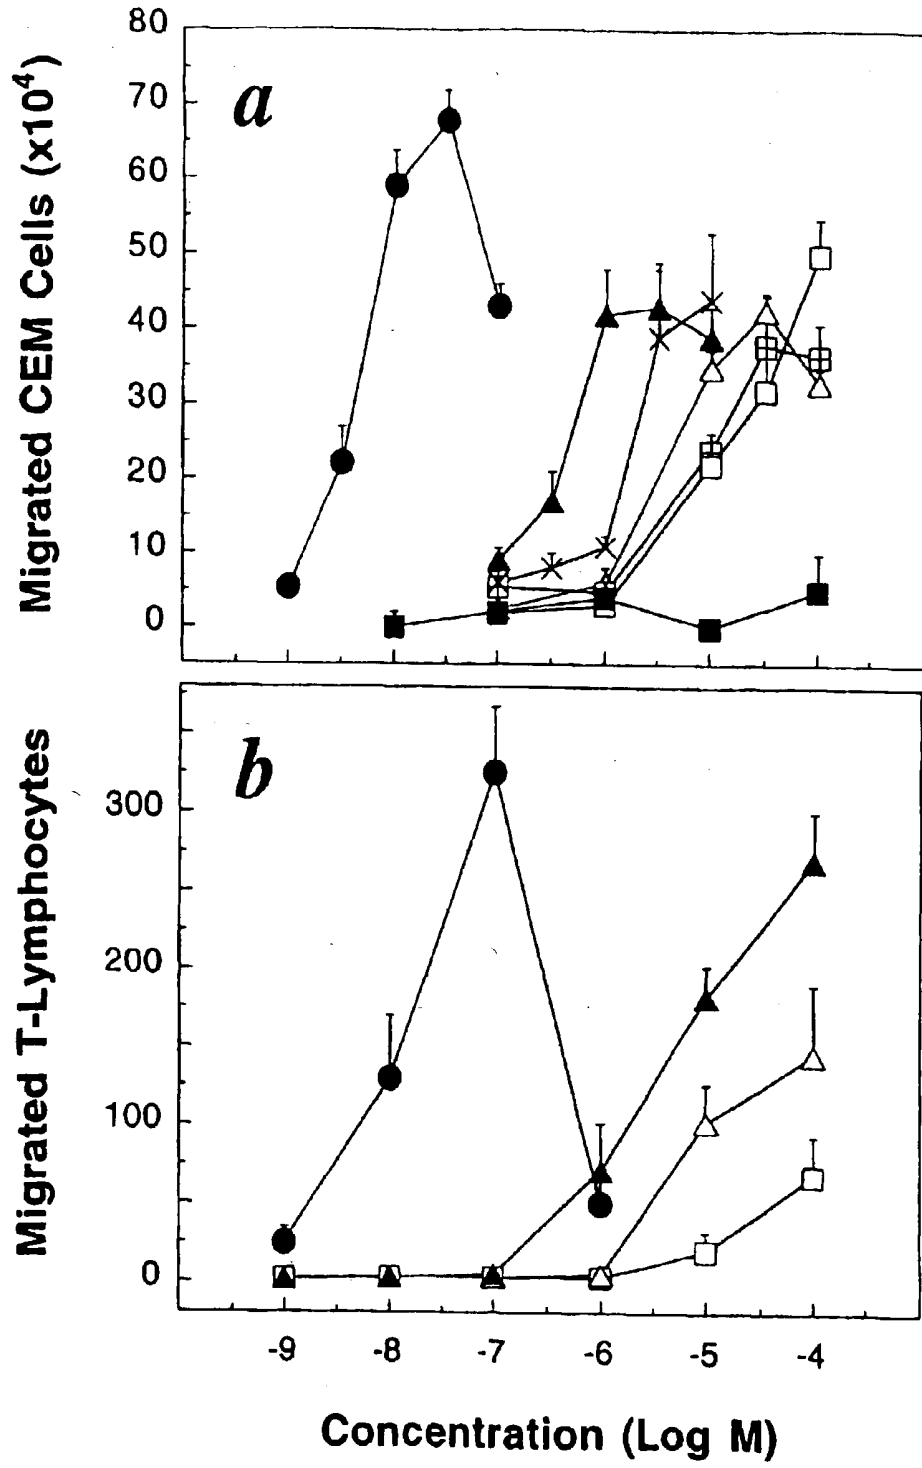 a
Migrated CEM Cells (x10⁴)
80
70
60
50
40
30
20
10
0
b
Migrated T-Lymphocytes
300
200
100
0
-9 -8 -7 -6 -5 -4
Concentration (Log M)